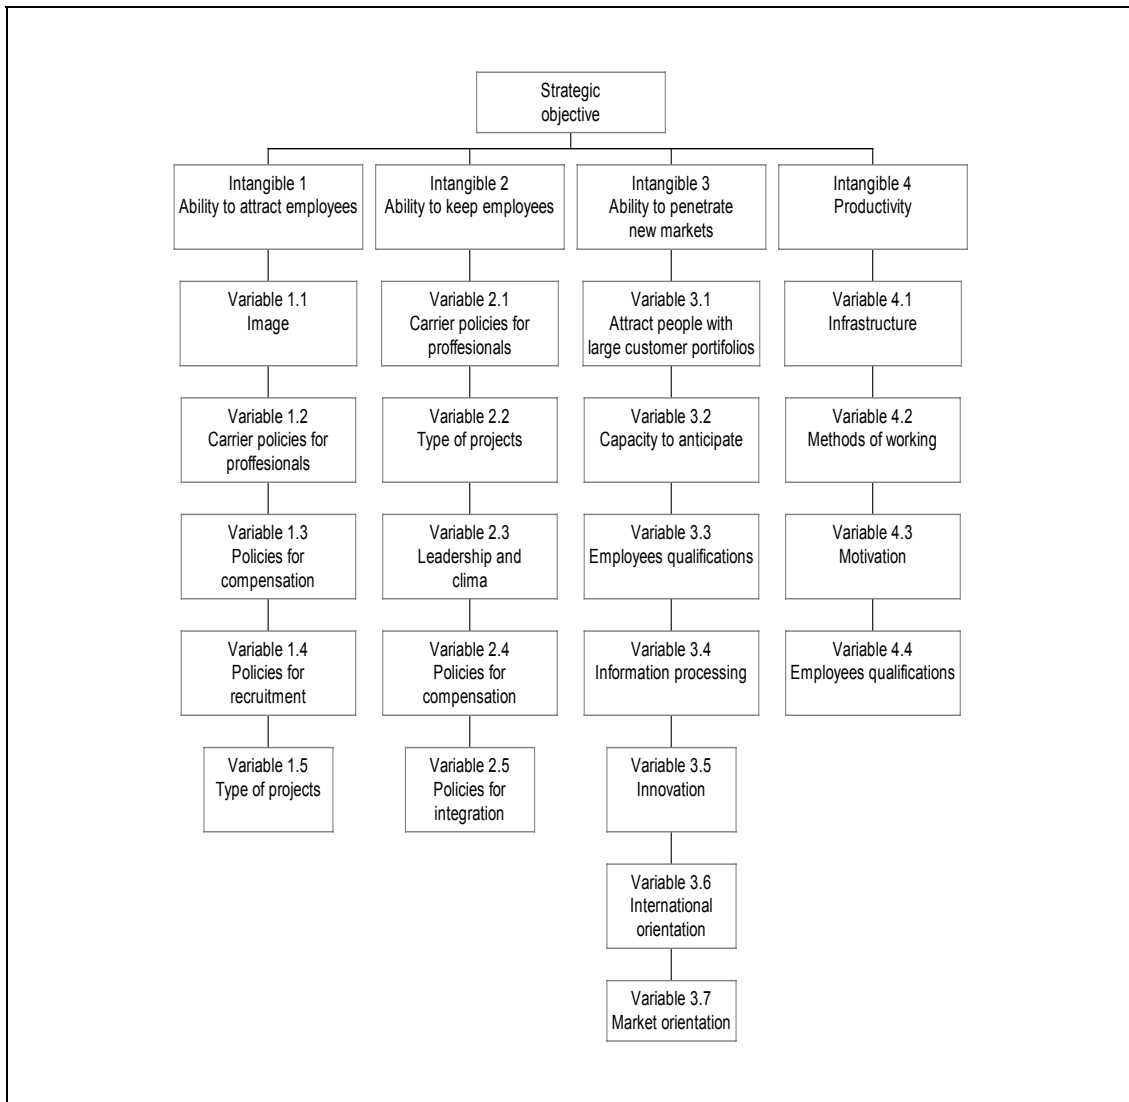 Strategic
objective
Intangible 1
Ability to attract employees
Intangible 2
Ability to keep employees
Intangible 3
Ability to penetrate
new markets
Intangible 4
Productivity
Variable 1.1
Image
Variable 2.1
Carrier policies for
proffesionals
Variable 3.1
Attract people with
large customer portifolios
Variable 4.1
Infrastructure
Variable 1.2
Carrier policies for
proffesionals
Variable 2.2
Type of projects
Variable 3.2
Capacity to anticipate
Variable 4.2
Methods of working
Variable 1.3
Policies for
compensation
Variable 2.3
Leadership and
clima
Variable 3.3
Employees qualifications
Variable 4.3
Motivation
Variable 1.4
Policies for
recruitment
Variable 2.4
Policies for
compensation
Variable 3.4
Information processing
Variable 4.4
Employees qualifications
Variable 1.5
Type of projects
Variable 2.5
Policies for
integration
Variable 3.5
Innovation
Variable 3.6
International
orientation
Variable 3.7
Market orientation